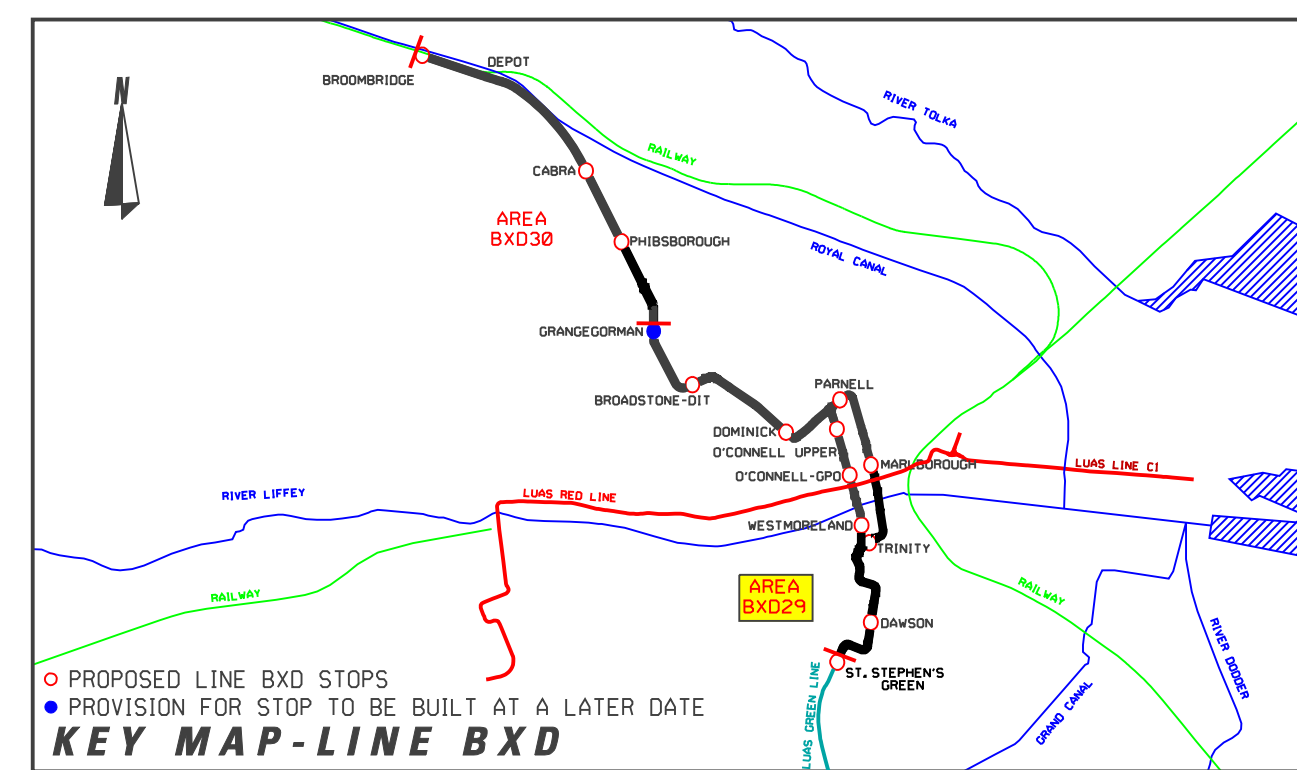 N
BROOMBRIDGE
DEPOT
RIVER TOLKA
RAILWAY
CABRA
AREA
BXD30
PHIBSBOROUGH
ROYAL CANAL
GRANGEGORMAN
BROADSTONE-DIT
PARNELL
DOMINICK
O'CONNELL UPPER
O'CONNELL-GPO
MARLBOROUGH
LUAS LINE C1
RIVER LIFFEY
LUAS RED LINE
WESTMORELAND
TRINITY
RAILWAY
AREA
BXD29
RAILWAY
DAWSON
RIVER DODDER
ST. STEPHEN'S
GREEN
LUAS GREEN LINE
GRAND CANAL
PROPOSED LINE BXD STOPS
PROVISION FOR STOP TO BE BUILT AT A LATER DATE
KEY MAP-LINE BXD